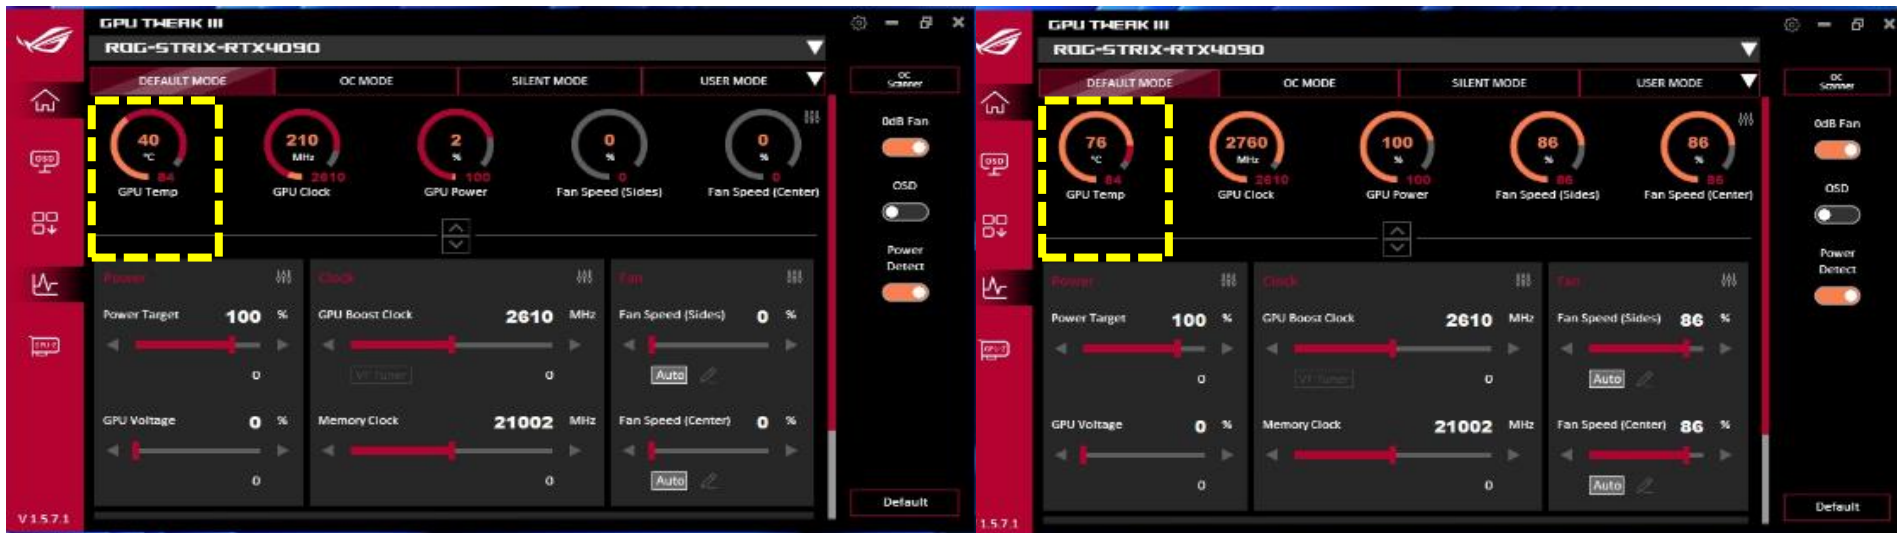 GPU TWEAK III
ROG-STRIX-RTX4090
DEFAULT MODE
OC MODE
SILENT MODE
USER MODE
OC
Scanner
40
°C
84
GPU Temp
210
MHz
2610
GPU Clock
2
%
100
GPU Power
0
%
0
Fan Speed (Sides)
0
%
0
Fan Speed (Center)
0dB Fan
OSD
Power
Detect
OSD
Power
Clock
Fan
Power Target 100 %
0
GPU Boost Clock 2610 MHz
VF Tuner
0
Fan Speed (Sides) 0 %
Auto
GPU Voltage 0 %
0
Memory Clock 21002 MHz
0
Fan Speed (Center) 0 %
Auto
Default
V 1.5.7.1
GPU TWEAK III
ROG-STRIX-RTX4090
DEFAULT MODE
OC MODE
SILENT MODE
USER MODE
OC
Scanner
76
°C
84
GPU Temp
2760
MHz
2610
GPU Clock
100
%
100
GPU Power
86
%
86
Fan Speed (Sides)
86
%
86
Fan Speed (Center)
0dB Fan
OSD
Power
Detect
OSD
Power
Clock
Fan
Power Target 100 %
0
GPU Boost Clock 2610 MHz
VF Tuner
0
Fan Speed (Sides) 86 %
Auto
GPU Voltage 0 %
0
Memory Clock 21002 MHz
0
Fan Speed (Center) 86 %
Auto
Default
1.5.7.1